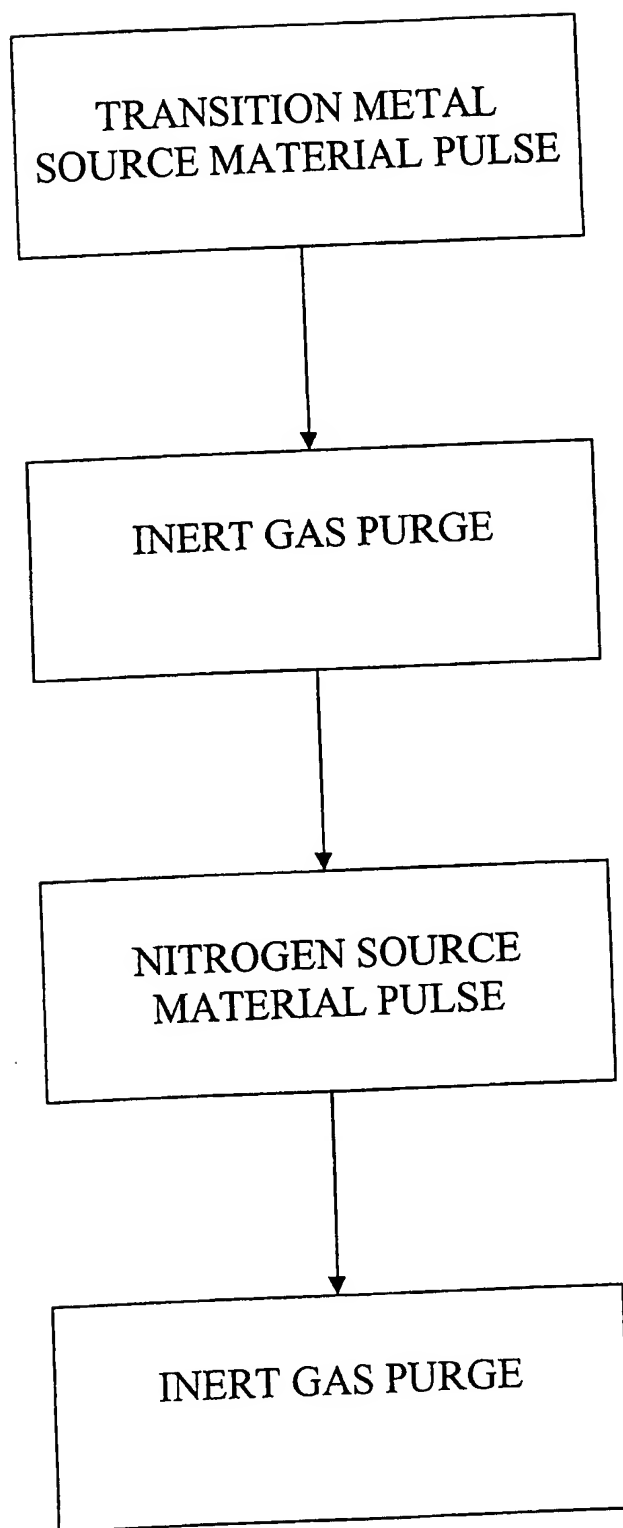 TRANSITION METAL
SOURCE MATERIAL PULSE
INERT GAS PURGE
NITROGEN SOURCE
MATERIAL PULSE
INERT GAS PURGE